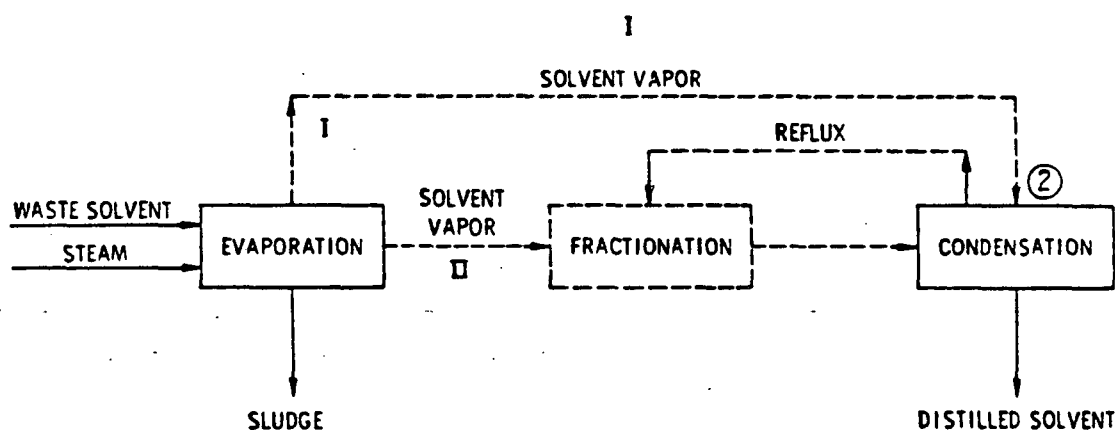 I
SOLVENT VAPOR
I
REFLUX
2
WASTE SOLVENT
STEAM
EVAPORATION
SOLVENT
VAPOR
II
FRACTIONATION
CONDENSATION
SLUDGE
DISTILLED SOLVENT